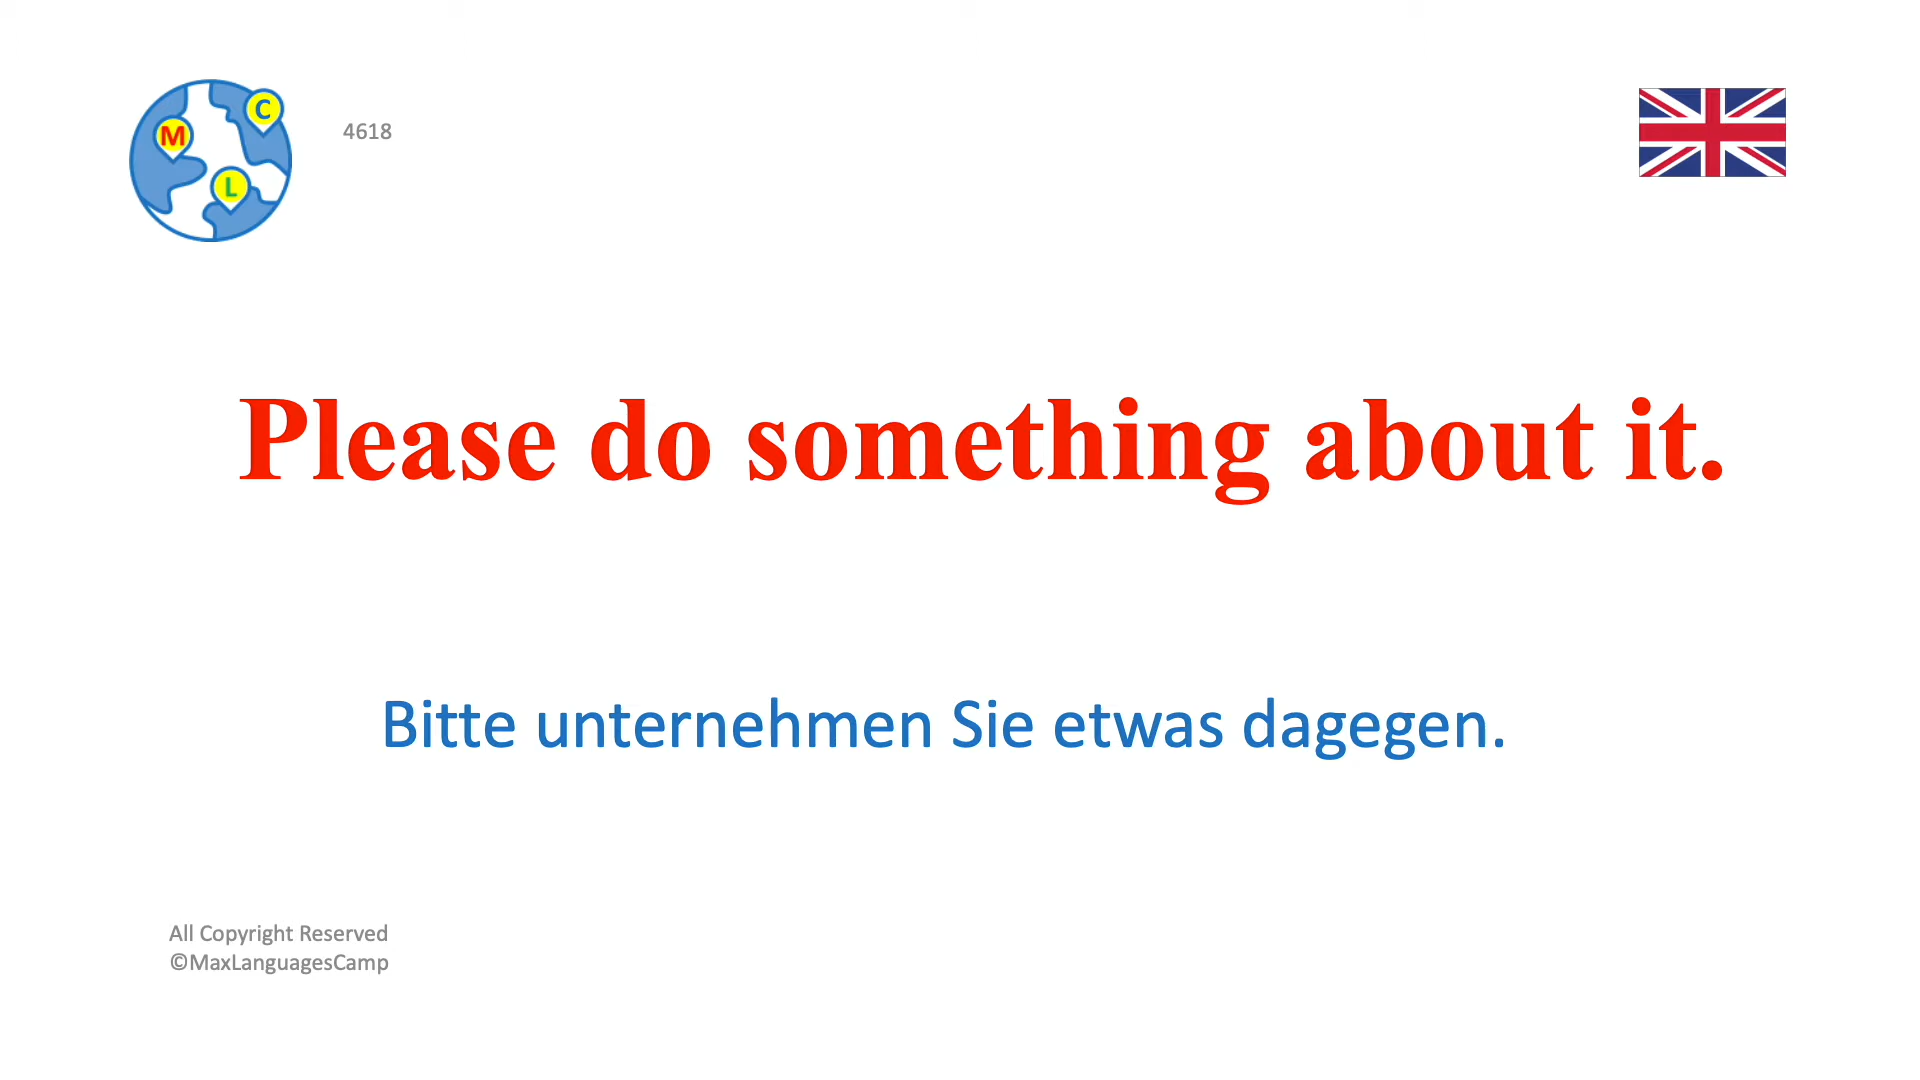 M
C
L
4618
Please do something about it.
Bitte unternehmen Sie etwas dagegen.
All Copyright Reserved
©MaxLanguagesCamp